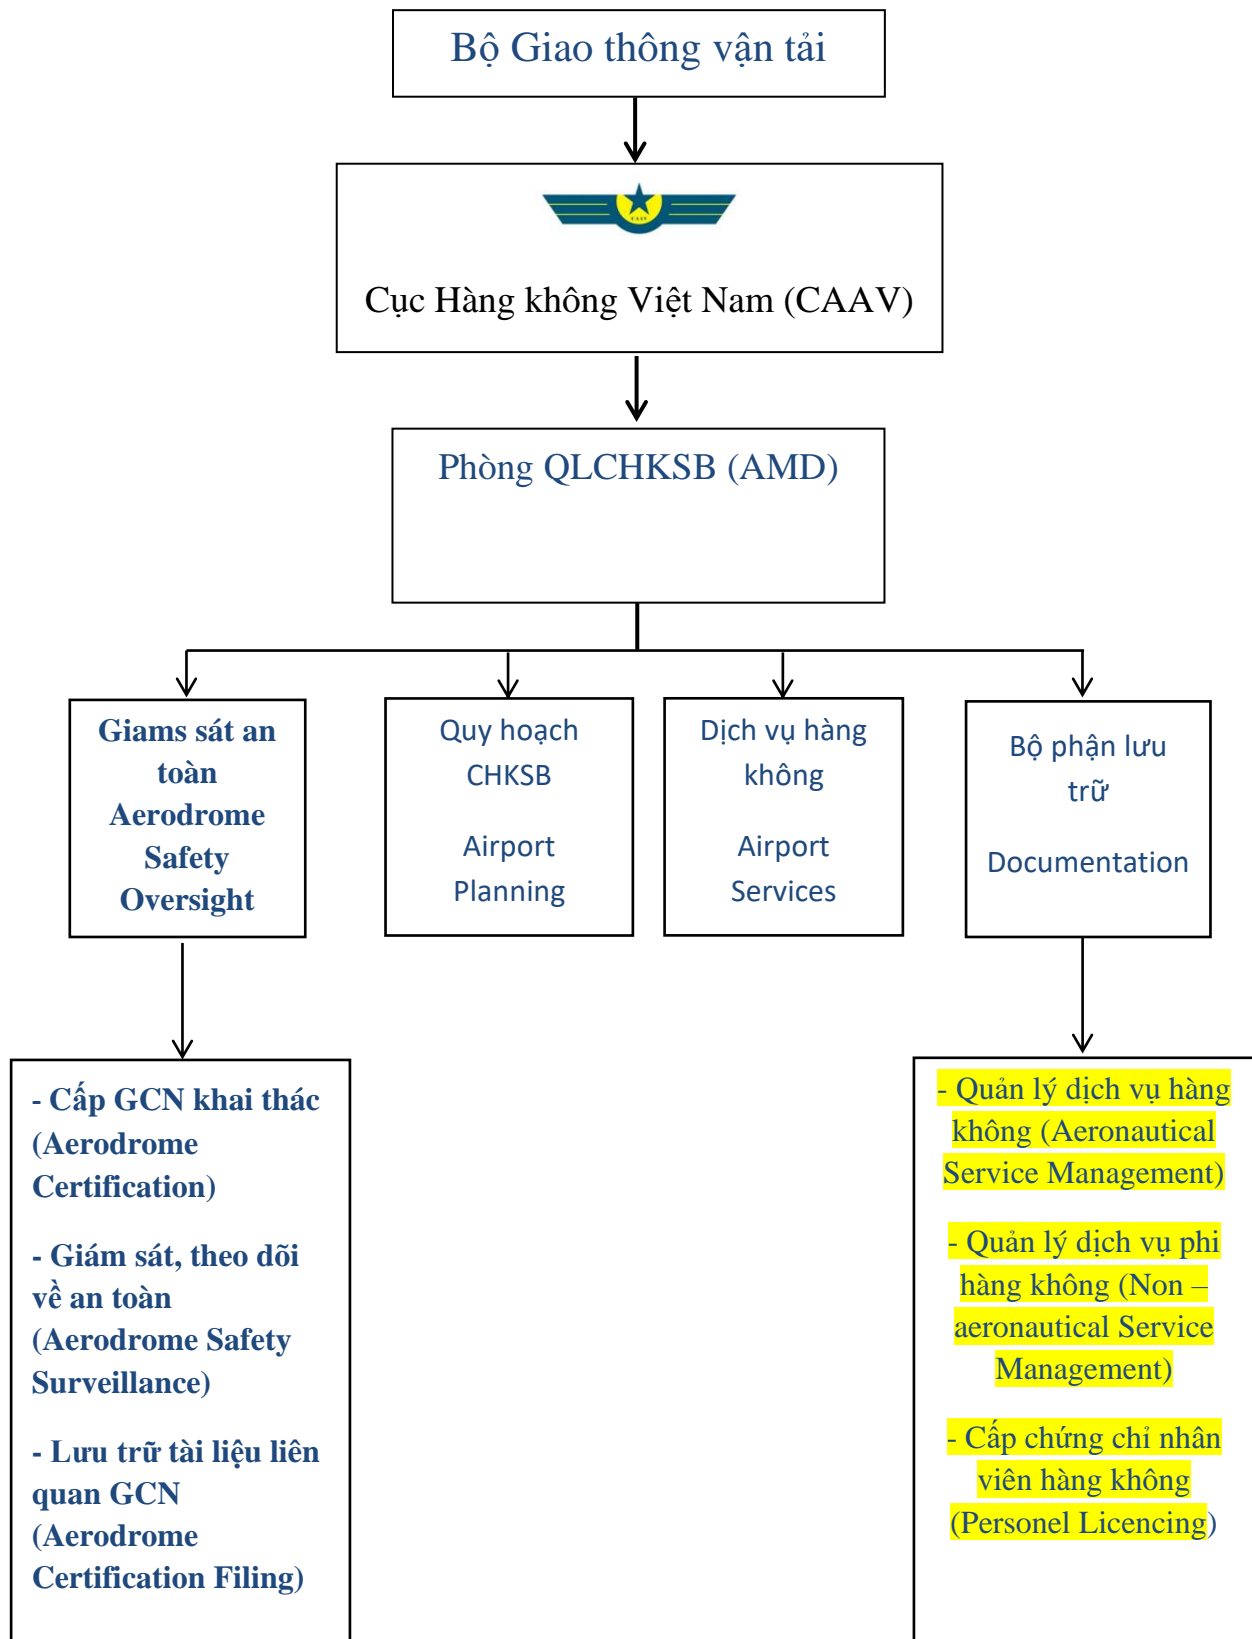 Bộ Giao thông vận tải
CAAV
Cục Hàng không Việt Nam (CAAV)
Phòng QLCHKSB (AMD)
Giams sát an
toàn
Aerodrome
Safety
Oversight
Quy hoạch
CHKSB
Airport
Planning
Dịch vụ hàng
không
Airport
Services
Bộ phận lưu
trữ
Documentation
- Cấp GCN khai thác
(Aerodrome
Certification)
- Giám sát, theo dõi
về an toàn
(Aerodrome Safety
Surveillance)
- Lưu trữ tài liệu liên
quan GCN
(Aerodrome
Certification Filing)
- Quản lý dịch vụ hàng
không (Aeronautical
Service Management)
- Quản lý dịch vụ phi
hàng không (Non –
aeronautical Service
Management)
- Cấp chứng chỉ nhân
viên hàng không
(Personel Licencing)